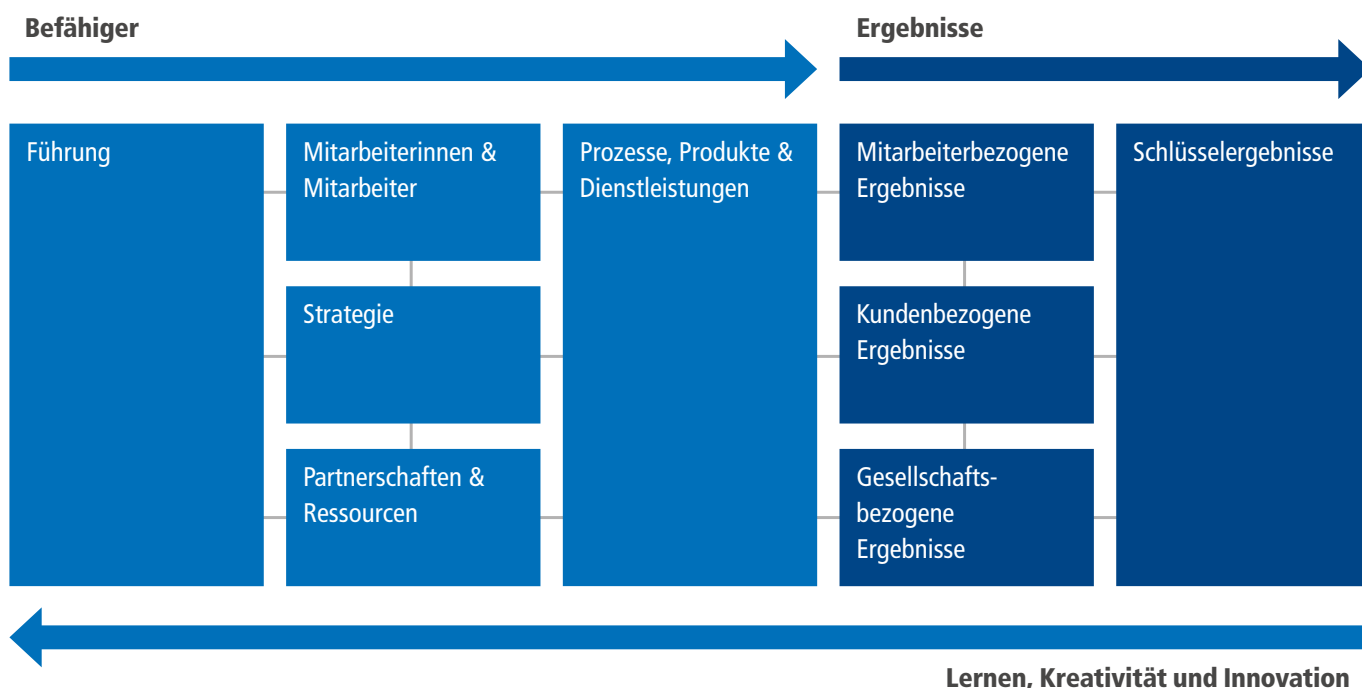 Befähiger
Ergebnisse
Führung
Mitarbeiterinnen &
Mitarbeiter
Prozesse, Produkte &
Dienstleistungen
Mitarbeiterbezogene
Ergebnisse
Schlüsselergebnisse
Strategie
Kundenbezogene
Ergebnisse
Partnerschaften &
Ressourcen
Gesellschafts-
bezogene
Ergebnisse
Lernen, Kreativität und Innovation